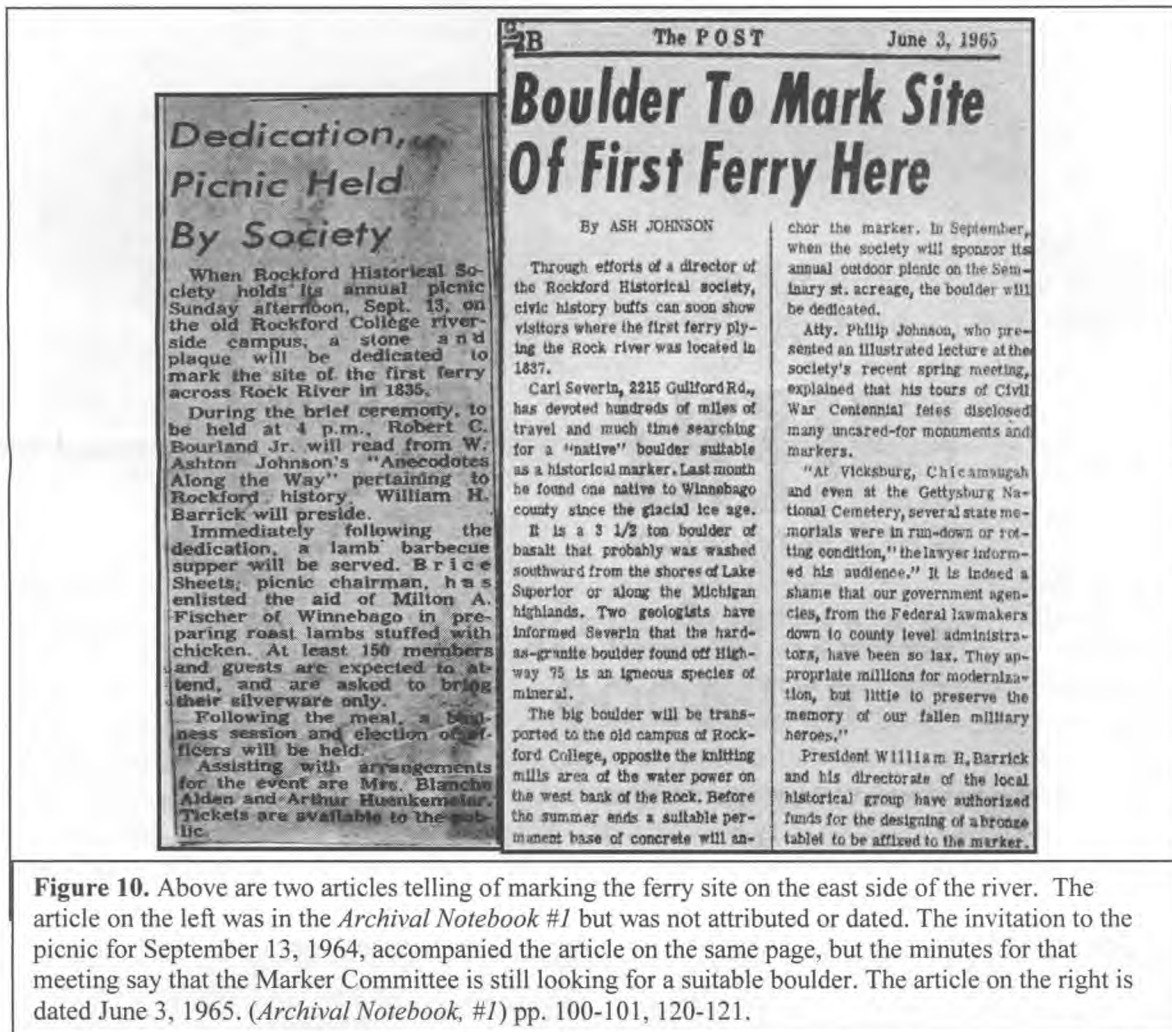 Dedication,
Picnic Held
By Society
When Rockford Historical So-
ciety holds its annual picnic
Sunday afternoon, Sept. 13, on
the old Rockford College river-
side campus, a stone and
plaque will be dedicated to
mark the site of the first ferry
across Rock River in 1835.
During the brief ceremony, to
be held at 4 p.m., Robert C.
Bourland Jr. will read from W.
Ashton Johnson's "Anecodotes
Along the Way" pertaining to
Rockford history. William H.
Barrick will preside.
Immediately following the
dedication, a lamb barbecue
supper will be served. Brice
Sheets, picnic chairman, has
enlisted the aid of Milton A.
Fischer of Winnebago in pre-
paring roast lambs stuffed with
chicken. At least 150 members
and guests are expected to at-
tend, and are asked to bring
their silverware only.
Following the meal, a busi-
ness session and election of of-
ficers will be held.
Assisting with arrangements
for the event are Mrs. Blanche
Alden and Arthur Huenkemeier.
Tickets are available to the pub-
lic.
2B The POST June 3, 1965
Boulder To Mark Site
Of First Ferry Here
By ASH JOHNSON
Through efforts of a director of
the Rockford Historical society,
civic history buffs can soon show
visitors where the first ferry ply-
ing the Rock river was located in
1837.
Carl Severin, 2215 Guilford Rd.,
has devoted hundreds of miles of
travel and much time searching
for a "native" boulder suitable
as a historical marker. Last month
he found one native to Winnebago
county since the glacial ice age.
It is a 3 1/2 ton boulder of
basalt that probably was washed
southward from the shores of Lake
Superior or along the Michigan
highlands. Two geologists have
informed Severin that the hard-
as-granite boulder found off High-
way 75 is an igneous species of
mineral.
The big boulder will be trans-
ported to the old campus of Rock-
ford College, opposite the knitting
mills area of the water power on
the west bank of the Rock. Before
the summer ends a suitable per-
manent base of concrete will an-
chor the marker. In September,
when the society will sponsor its
annual outdoor picnic on the Sem-
inary st. acreage, the boulder will
be dedicated.
Atty. Philip Johnson, who pre-
sented an illustrated lecture at the
society's recent spring meeting,
explained that his tours of Civil
War Centennial fetes disclosed
many uncared-for monuments and
markers.
"At Vicksburg, Chicamaugah
and even at the Gettysburg Na-
tional Cemetery, several state me-
morials were in run-down or rot-
ting condition," the lawyer inform-
ed his audience." It is indeed a
shame that our government agen-
cies, from the Federal lawmakers
down to county level administra-
tors, have been so lax. They ap-
propriate millions for moderniza-
tion, but little to preserve the
memory of our fallen military
heroes."
President William H. Barrick
and his directorate of the local
historical group have authorized
funds for the designing of a bronze
tablet to be affixed to the marker.
Figure 10. Above are two articles telling of marking the ferry site on the east side of the river. The
article on the left was in the Archival Notebook #1 but was not attributed or dated. The invitation to the
picnic for September 13, 1964, accompanied the article on the same page, but the minutes for that
meeting say that the Marker Committee is still looking for a suitable boulder. The article on the right is
dated June 3, 1965. (Archival Notebook, #1) pp. 100-101, 120-121.